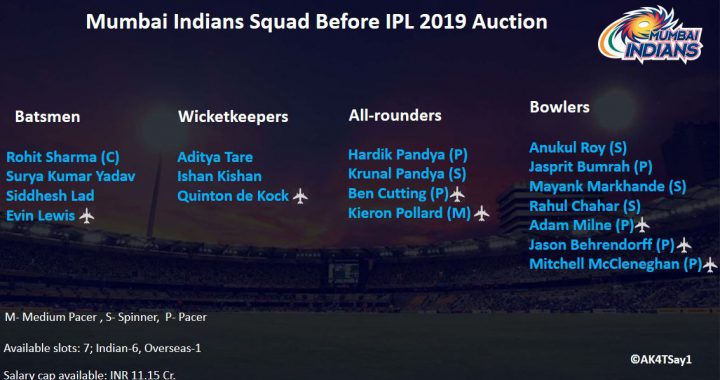 Mumbai Indians Squad Before IPL 2019 Auction
MUMBAI
INDIANS
Batsmen
Rohit Sharma (C)
Surya Kumar Yadav
Siddhesh Lad
Evin Lewis
Wicketkeepers
Aditya Tare
Ishan Kishan
Quinton de Kock
All-rounders
Hardik Pandya (P)
Krunal Pandya (S)
Ben Cutting (P)
Kieron Pollard (M)
Bowlers
Anukul Roy (S)
Jasprit Bumrah (P)
Mayank Markhande (S)
Rahul Chahar (S)
Adam Milne (P)
Jason Behrendorff (P)
Mitchell McCleneghan (P)
M- Medium Pacer , S- Spinner, P- Pacer
Available slots: 7; Indian-6, Overseas-1
Salary cap available: INR 11.15 Cr.
©AK4TSay1